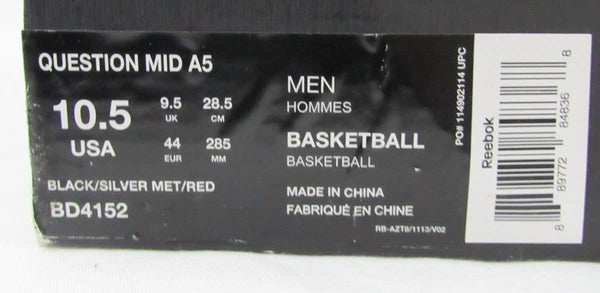 QUESTION MID A5
10.5
USA
9.5
UK
28.5
CM
44
EUR
285
MM
BLACK/SILVER MET/RED
BD4152
MEN
HOMMES
BASKETBALL
BASKETBALL
MADE IN CHINA
FABRIQUÉ EN CHINE
RB-AZT8/1113/V02
PO# 114902114 UPC
Reebok
8 89772 84836 8